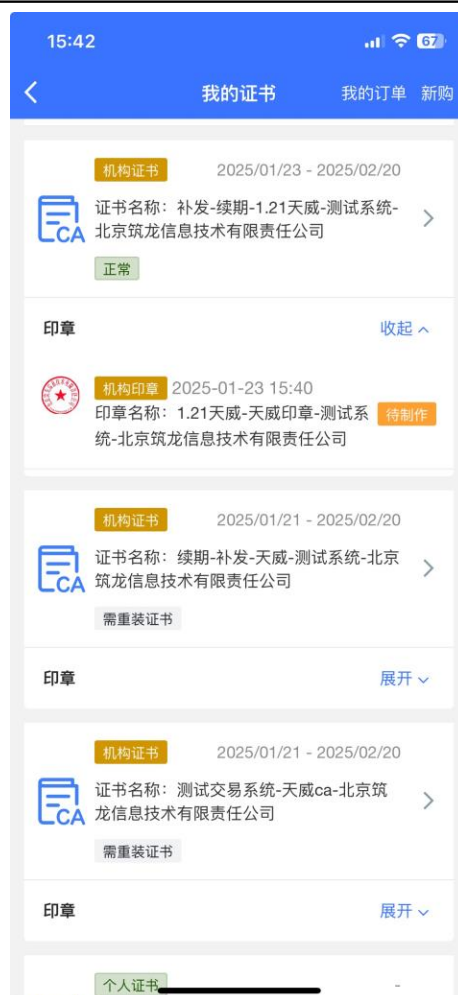 15:42
67
我的证书
我的订单 新购
机构证书 2025/01/23 - 2025/02/20
证书名称：补发-续期-1.21天威-测试系统-
北京筑龙信息技术有限责任公司
CA
正常
印章 收起
机构印章 2025-01-23 15:40
印章名称：1.21天威-天威印章-测试系
统-北京筑龙信息技术有限责任公司
待制作
机构证书 2025/01/21 - 2025/02/20
证书名称：续期-补发-天威-测试系统-北京
筑龙信息技术有限责任公司
CA
需重装证书
印章 展开
机构证书 2025/01/21 - 2025/02/20
证书名称：测试交易系统-天威ca-北京筑
龙信息技术有限责任公司
CA
需重装证书
印章 展开
个人证书 -